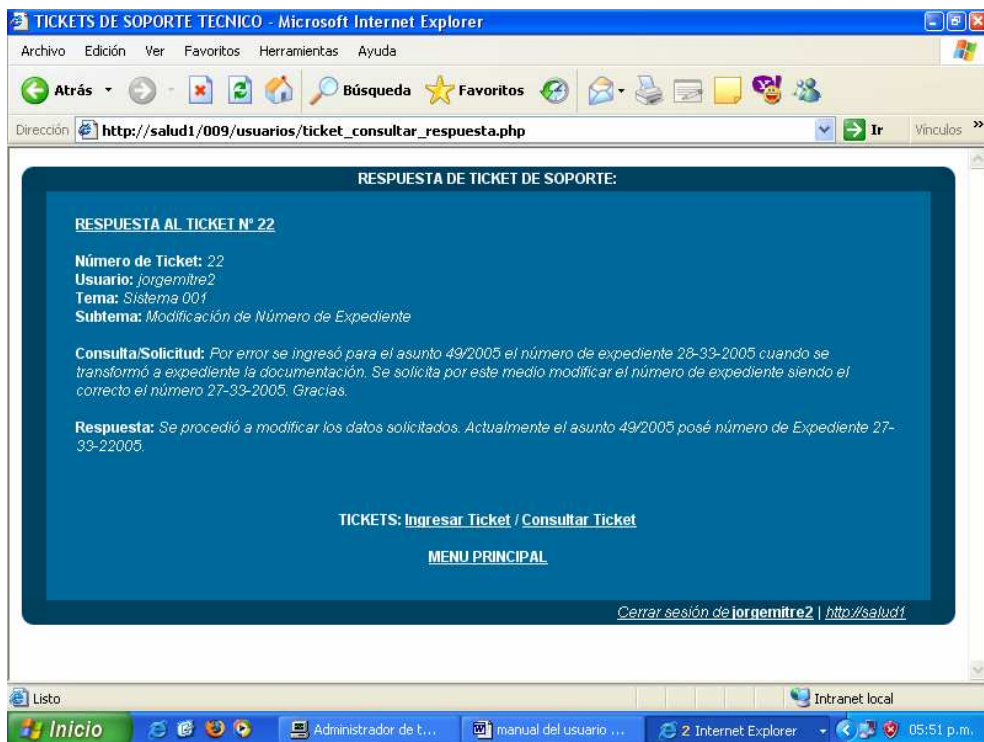 TICKETS DE SOPORTE TECNICO - Microsoft Internet Explorer
Archivo Edición Ver Favoritos Herramientas Ayuda
Atrás Búsqueda Favoritos
Dirección http://salud1/009/usuarios/ticket_consultar_respuesta.php Ir Vínculos »
RESPUESTA DE TICKET DE SOPORTE:
RESPUESTA AL TICKET N° 22
Número de Ticket: 22
Usuario: jorgemitre2
Tema: Sistema 001
Subtema: Modificación de Número de Expediente
Consulta/Solicitud: Por error se ingresó para el asunto 49/2005 el número de expediente 28-33-2005 cuando se
transformó a expediente la documentación. Se solicita por este medio modificar el número de expediente siendo el
correcto el número 27-33-2005. Gracias.
Respuesta: Se procedió a modificar los datos solicitados. Actualmente el asunto 49/2005 posé número de Expediente 27-
33-22005.
TICKETS: Ingresar Ticket / Consultar Ticket
MENU PRINCIPAL
Cerrar sesión de jorgemitre2 | http://salud1
Listo Intranet local
Inicio Administrador de t... manual del usuario ... 2 Internet Explorer 05:51 p.m.